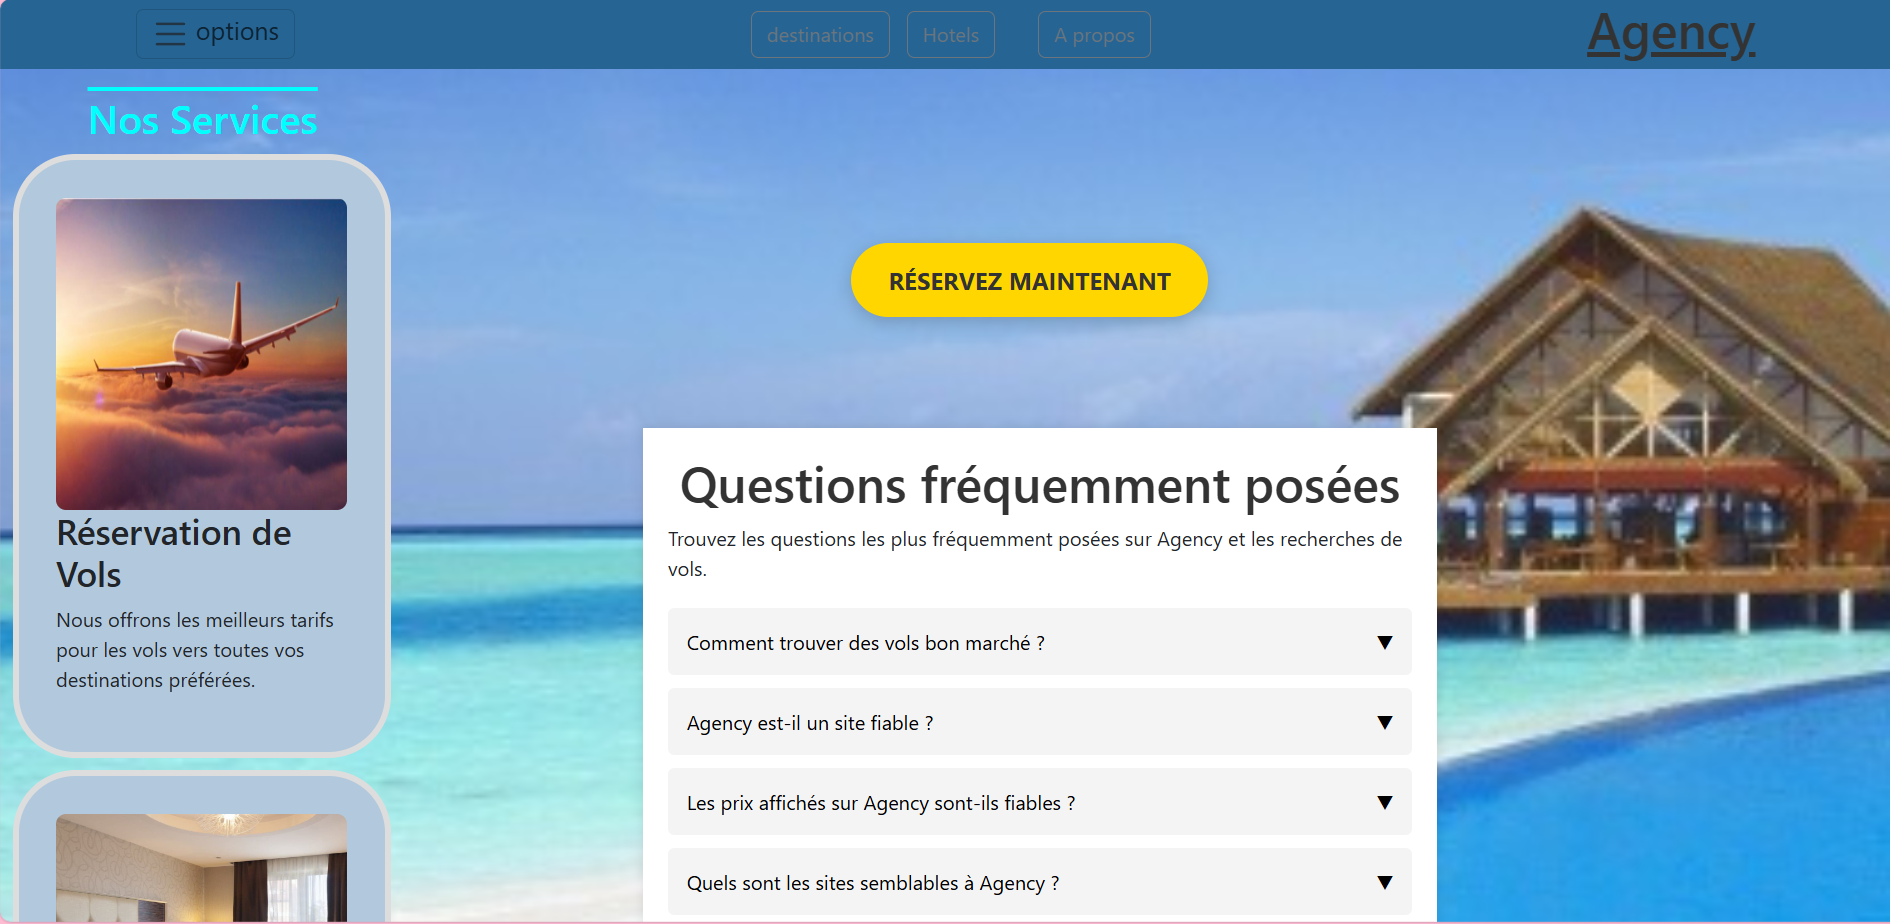 options
destinations
Hotels
A propos
Agency
Nos Services
Réservation de
Vols
Nous offrons les meilleurs tarifs
pour les vols vers toutes vos
destinations préférées.
RÉSERVEZ MAINTENANT
Questions fréquemment posées
Trouvez les questions les plus fréquemment posées sur Agency et les recherches de
vols.
Comment trouver des vols bon marché ?
Agency est-il un site fiable ?
Les prix affichés sur Agency sont-ils fiables ?
Quels sont les sites semblables à Agency ?